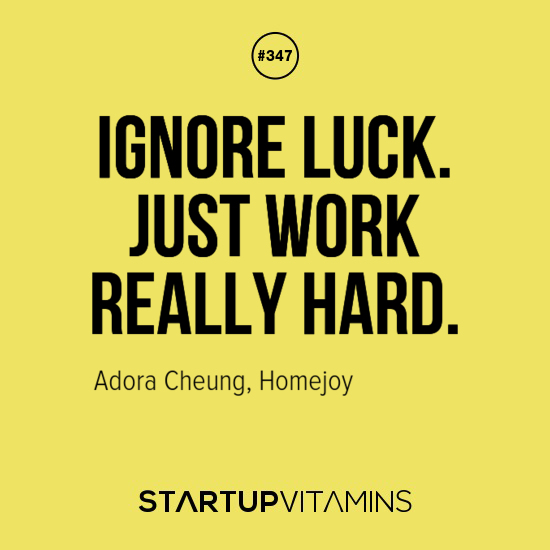 #347
IGNORE LUCK.
JUST WORK
REALLY HARD.
Adora Cheung, Homejoy
STARTUPVITAMINS